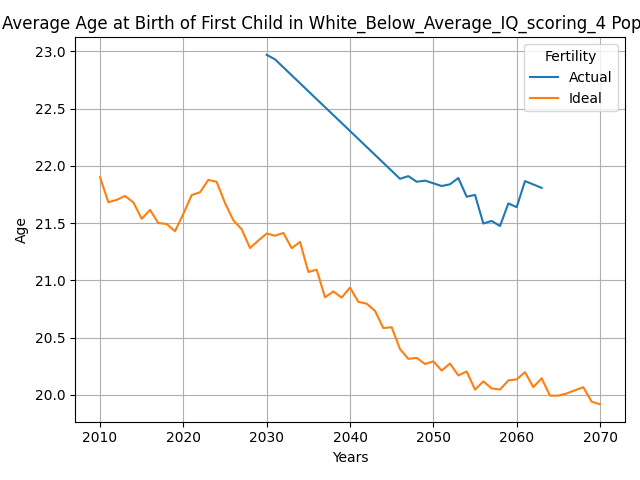 Average Age at Birth of First Child in White_Below_Average_IQ_scoring_4 Pop
23.0
22.5
22.0
21.5
21.0
20.5
20.0
Age
Fertility
Actual
Ideal
2010 2020 2030 2040 2050 2060 2070
Years